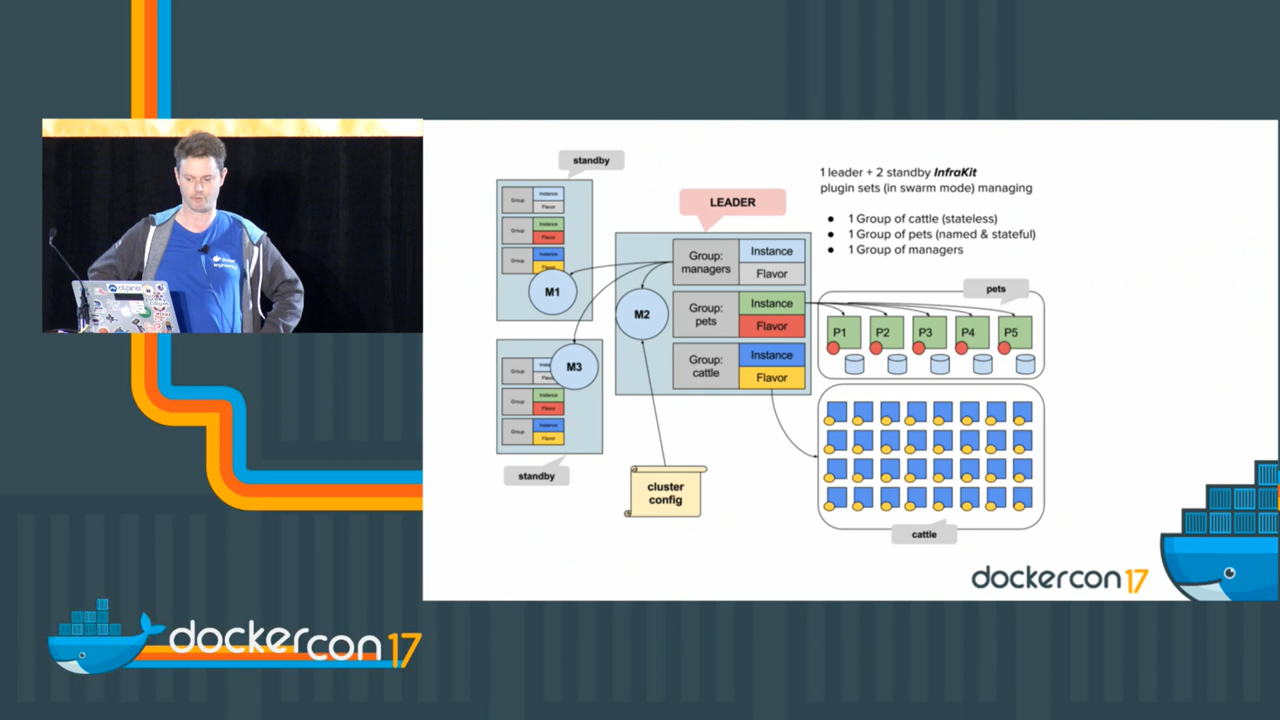 standby
Group
Instance
Flavor
Group
Instance
Flavor
Group
Instance
Flavor
M1
LEADER
Group:
managers
Instance
Flavor
M2
Group:
pets
Instance
Flavor
Group:
cattle
Instance
Flavor
M3
Group
Group
Instance
Flavor
Group
Instance
Flavor
standby
cluster
config
1 leader + 2 standby InfraKit
plugin sets (in swarm mode) managing
● 1 Group of cattle (stateless)
● 1 Group of pets (named & stateful)
● 1 Group of managers
pets
P1
P2
P3
P4
P5
cattle
dockercon 17
alpine
docker
engineering
dockercon 17